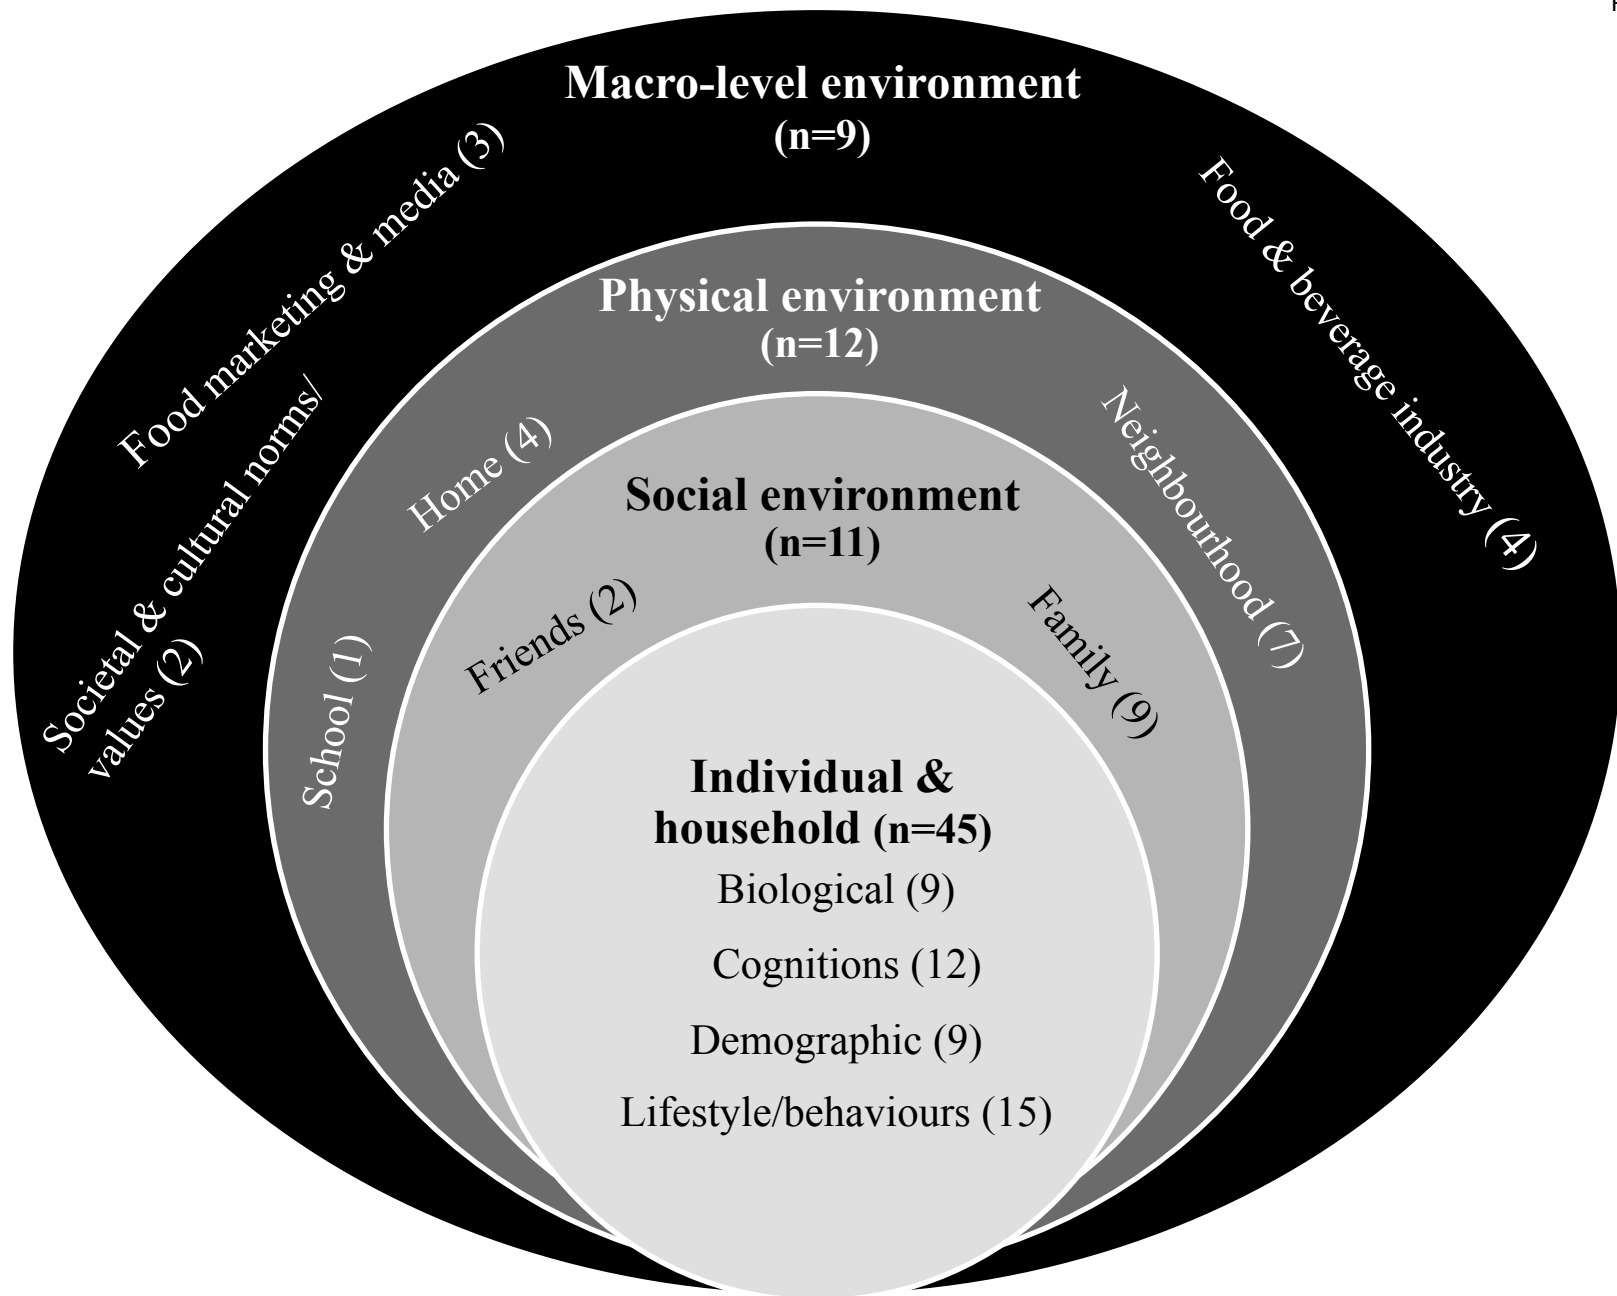 Macro-level environment
(n=9)
Food marketing & media (3)
Food & beverage industry (4)
Societal & cultural norms/
values (2)
Physical environment
(n=12)
Home (4)
Neighbourhood (7)
School (1)
Social environment
(n=11)
Friends (2)
Family (9)
Individual &
household (n=45)
Biological (9)
Cognitions (12)
Demographic (9)
Lifestyle/behaviours (15)